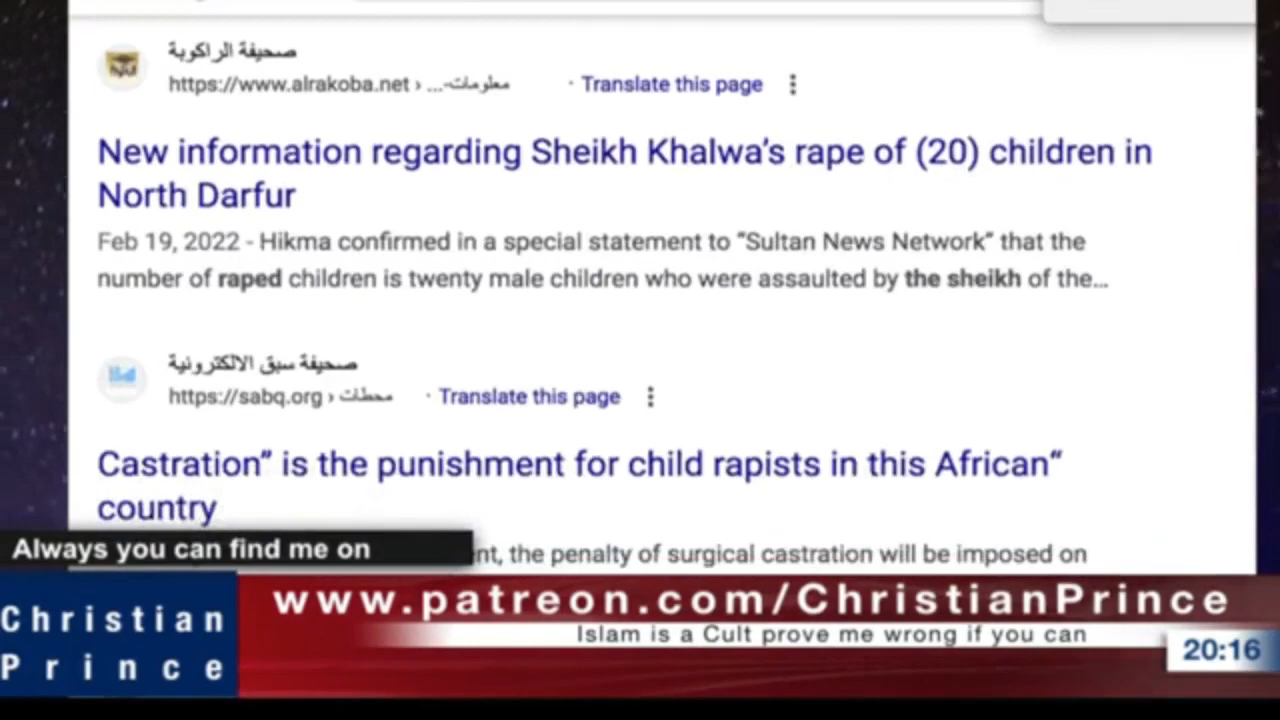 صحيفة الراكوبة
https://www.alrakoba.net › ...-معلومات · Translate this page
New information regarding Sheikh Khalwa’s rape of (20) children in
North Darfur
Feb 19, 2022 - Hikma confirmed in a special statement to “Sultan News Network” that the
number of raped children is twenty male children who were assaulted by the sheikh of the...
صحيفة سبق الالكترونية
https://sabq.org › محطات · Translate this page
Castration” is the punishment for child rapists in this African“
country
the penalty of surgical castration will be imposed on
Always you can find me on
Christian
Prince
www.patreon.com/ChristianPrince
Islam is a Cult prove me wrong if you can
20:16